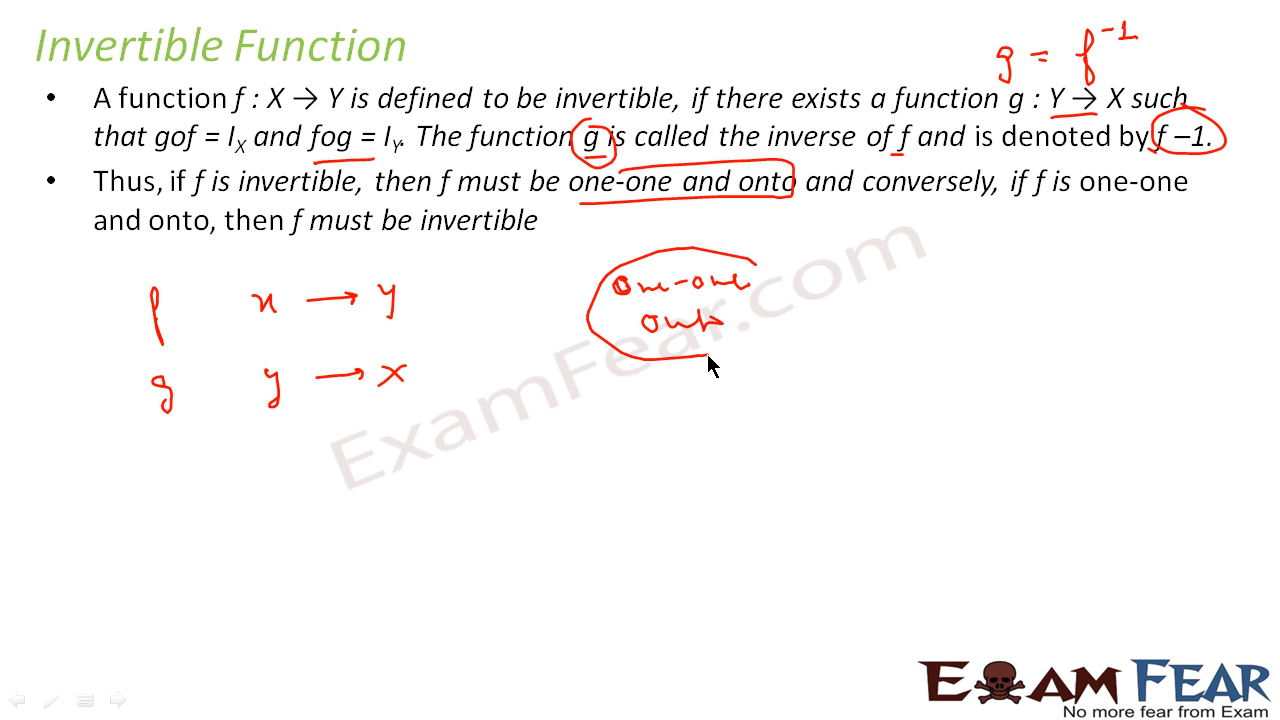 Invertible Function
g = f⁻¹
• A function f : X → Y is defined to be invertible, if there exists a function g : Y → X such
that gof = Iₓ and fog = Iᵧ. The function g is called the inverse of f and is denoted by f –1.
• Thus, if f is invertible, then f must be one-one and onto and conversely, if f is one-one
and onto, then f must be invertible
f x → y
g y → x
one-one
onto
ExamFear.com
EXAM FEAR
No more fear from Exam